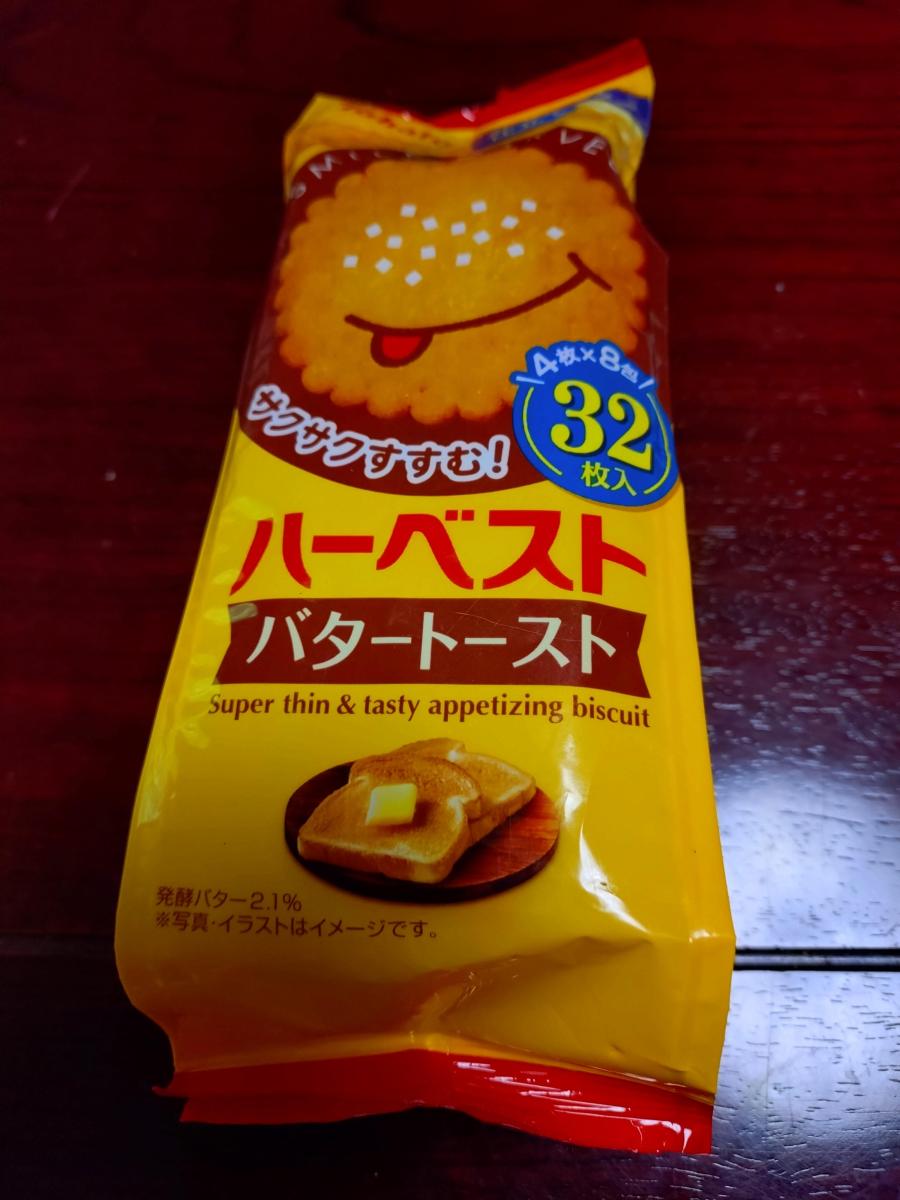 Tohato
サクサクすすむ!
4枚×8包
32
枚入
ハーベスト
バタートースト
Super thin & tasty appetizing biscuit
発酵バター2.1%
※写真・イラストはイメージです。